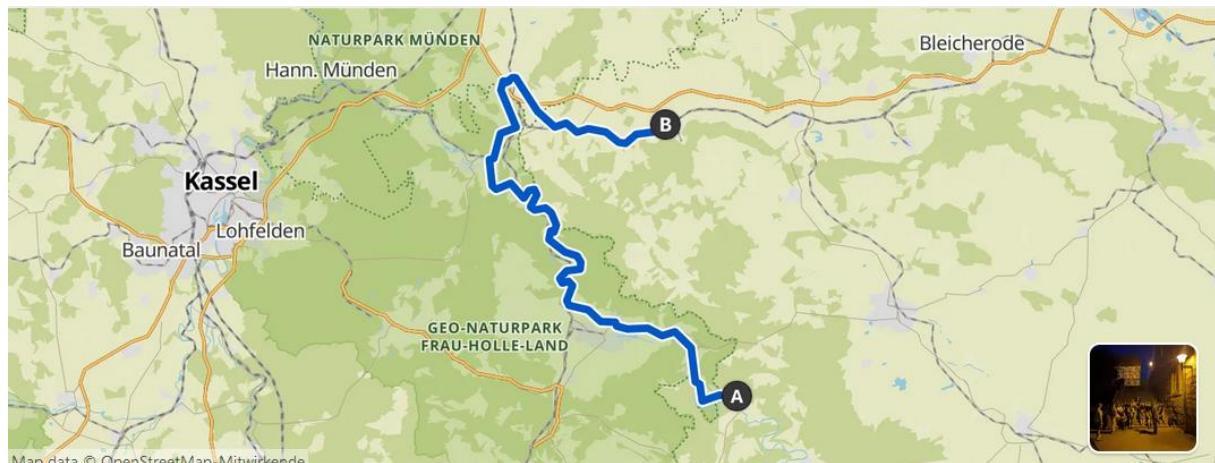 NATURPARK MÜNDEN
Hann. Münden
Bleicherode
Kassel
Lohfelden
Baunatal
B
GEO-NATURPARK
FRAU-HOLLE-LAND
A
Map data © OpenStreetMap-Mitwirkende